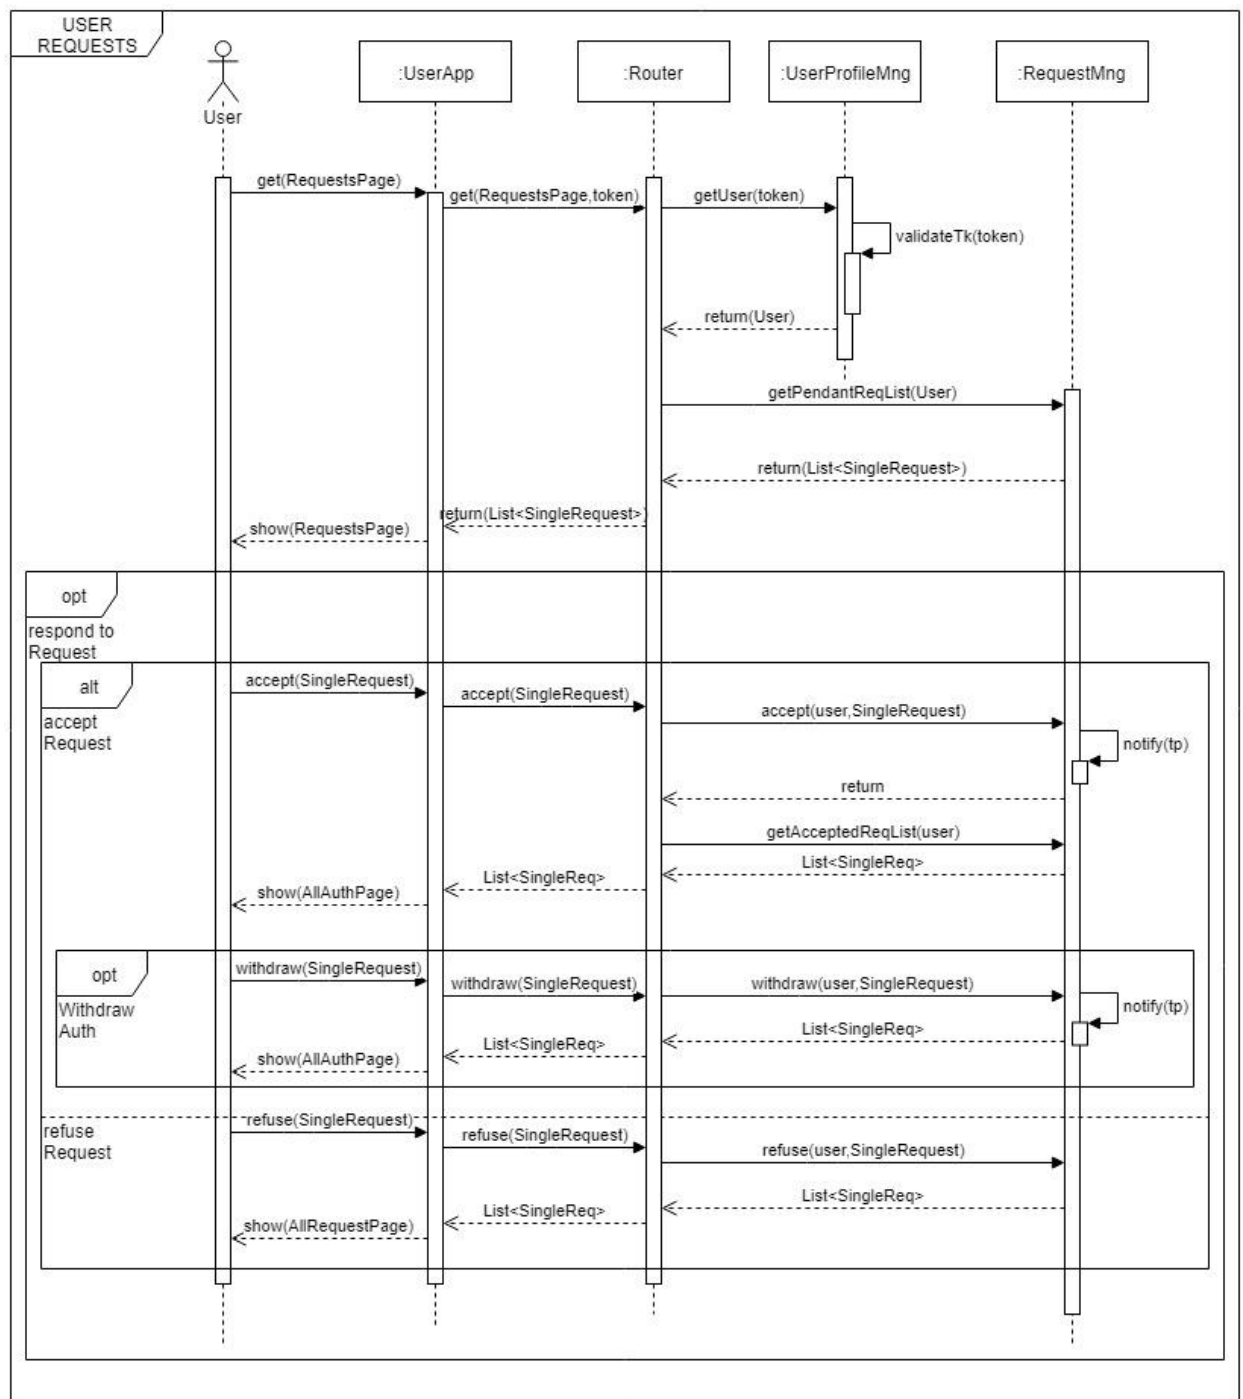 USER
REQUESTS
User
:UserApp
:Router
:UserProfileMng
:RequestMng
get(RequestsPage)
get(RequestsPage,token)
getUser(token)
validateTk(token)
return(User)
getPendantReqList(User)
return(List<SingleRequest>)
return(List<SingleRequest>)
show(RequestsPage)
opt
respond to
Request
alt
accept
Request
accept(SingleRequest)
accept(SingleRequest)
accept(user,SingleRequest)
notify(tp)
return
getAcceptedReqList(user)
List<SingleReq>
List<SingleReq>
show(AllAuthPage)
opt
Withdraw
Auth
withdraw(SingleRequest)
withdraw(SingleRequest)
withdraw(user,SingleRequest)
notify(tp)
List<SingleReq>
List<SingleReq>
show(AllAuthPage)
refuse
Request
refuse(SingleRequest)
refuse(SingleRequest)
refuse(user,SingleRequest)
List<SingleReq>
List<SingleReq>
show(AllRequestPage)